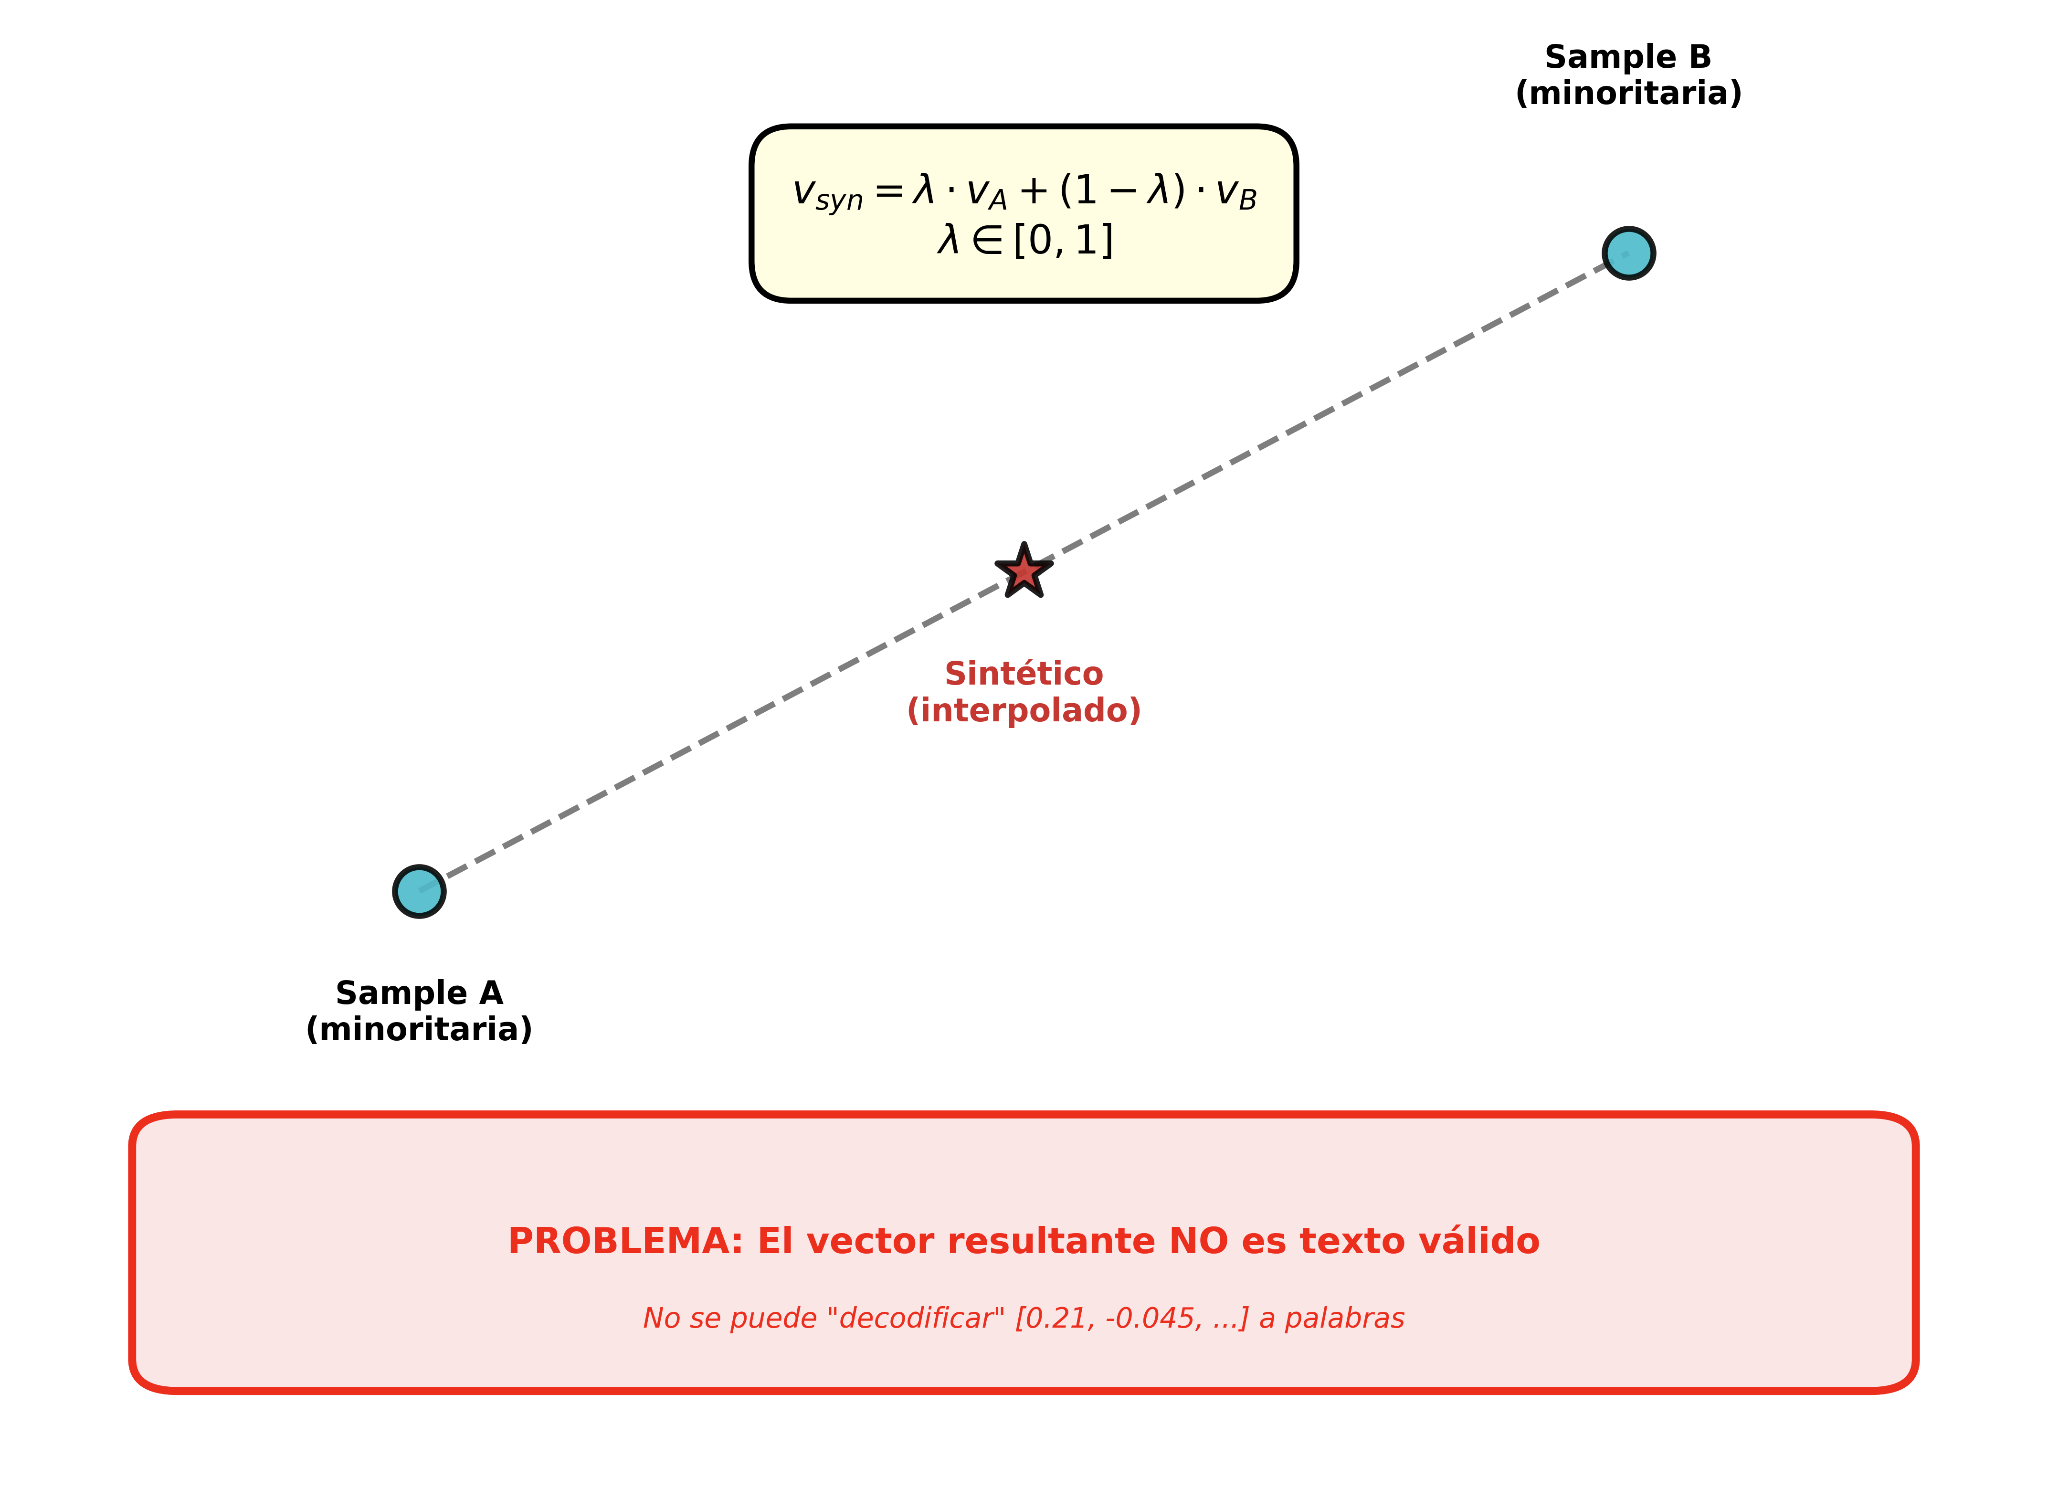 Sample B
(minoritaria)
v_syn = λ · v_A + (1 − λ) · v_B
λ ∈ [0, 1]
Sintético
(interpolado)
Sample A
(minoritaria)
PROBLEMA: El vector resultante NO es texto válido
No se puede "decodificar" [0.21, -0.045, ...] a palabras